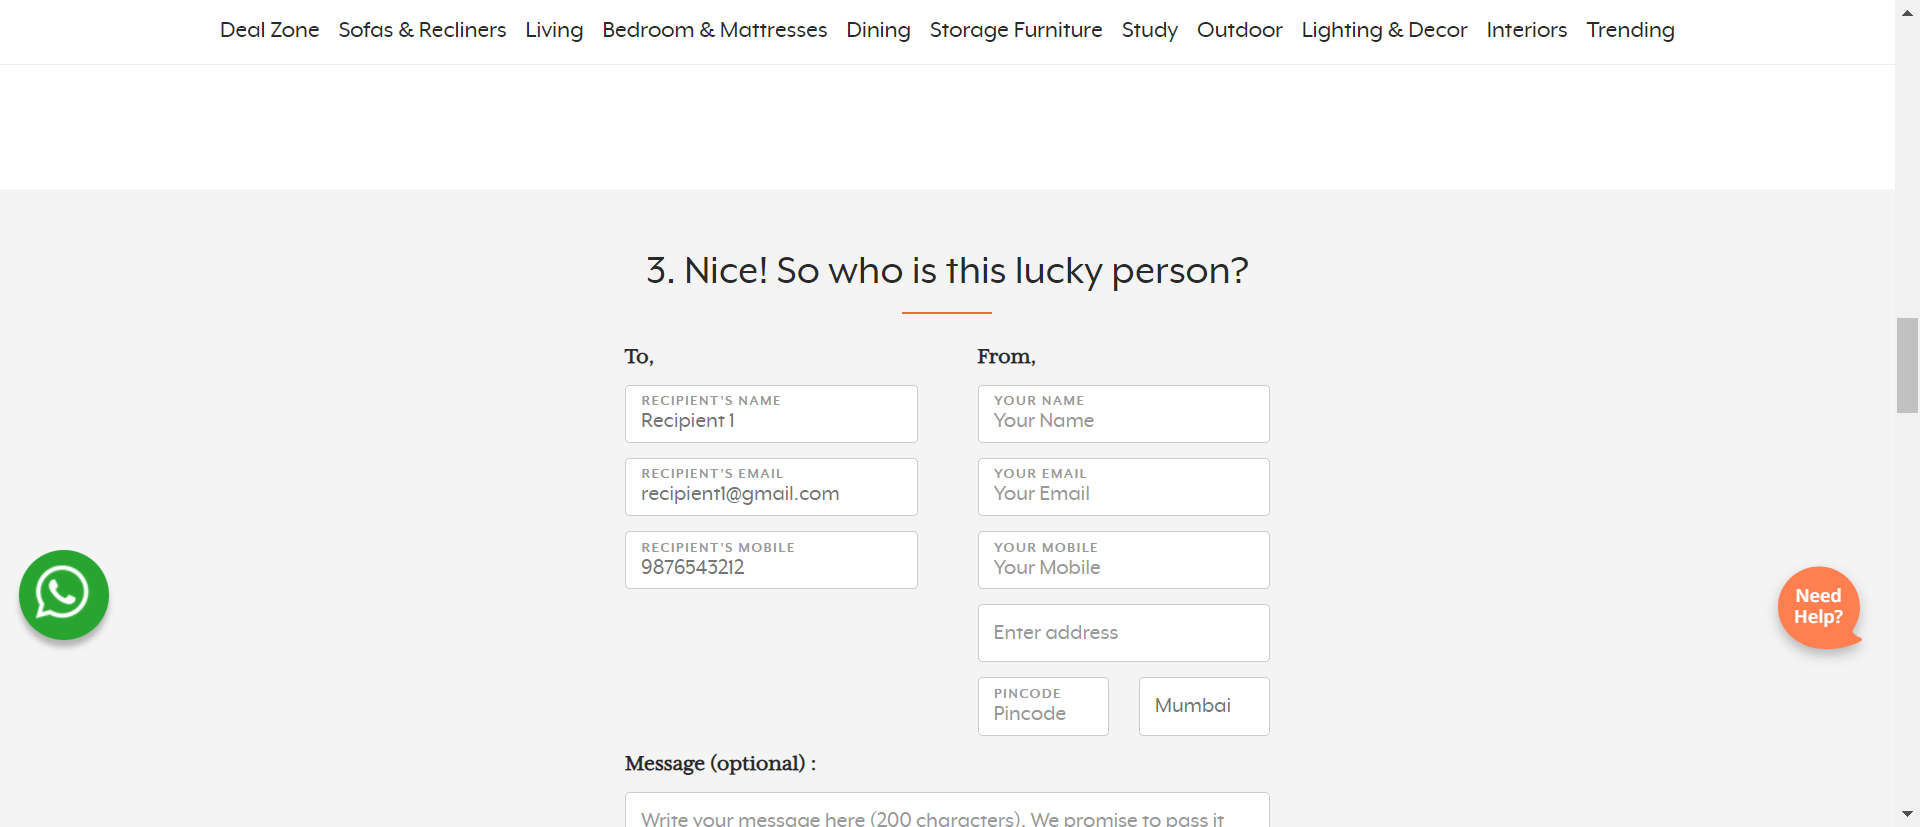 Deal Zone Sofas & Recliners Living Bedroom & Mattresses Dining Storage Furniture Study Outdoor Lighting & Decor Interiors Trending
3. Nice! So who is this lucky person?
To,
RECIPIENT'S NAME
Recipient 1
RECIPIENT'S EMAIL
recipient1@gmail.com
RECIPIENT'S MOBILE
9876543212
From,
YOUR NAME
Your Name
YOUR EMAIL
Your Email
YOUR MOBILE
Your Mobile
Enter address
PINCODE
Pincode
Mumbai
Message (optional) :
Write your message here (200 characters). We promise to pass it
Need
Help?